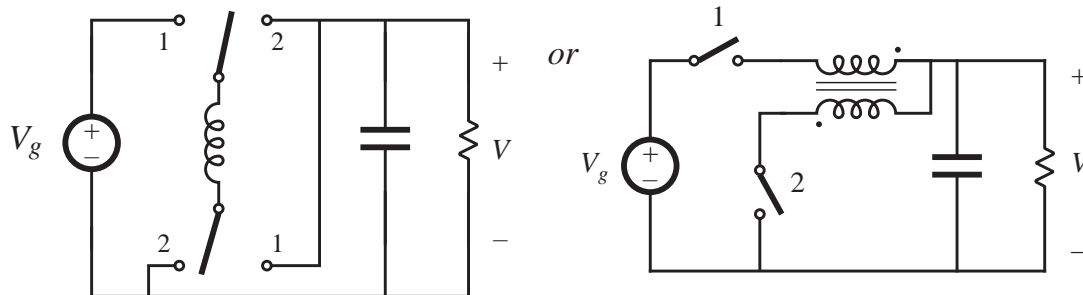 1 2 +
V_g + − V
2 1 −
or
1
+
V_g + − 2 V
−